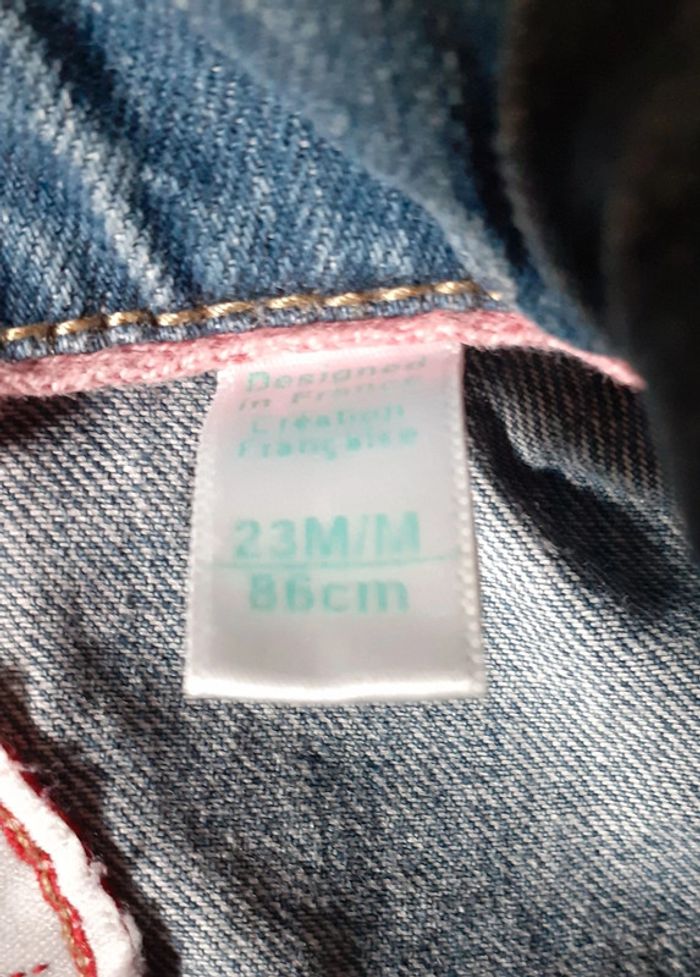 Designed
in France
Création
Française
23M/M
86cm